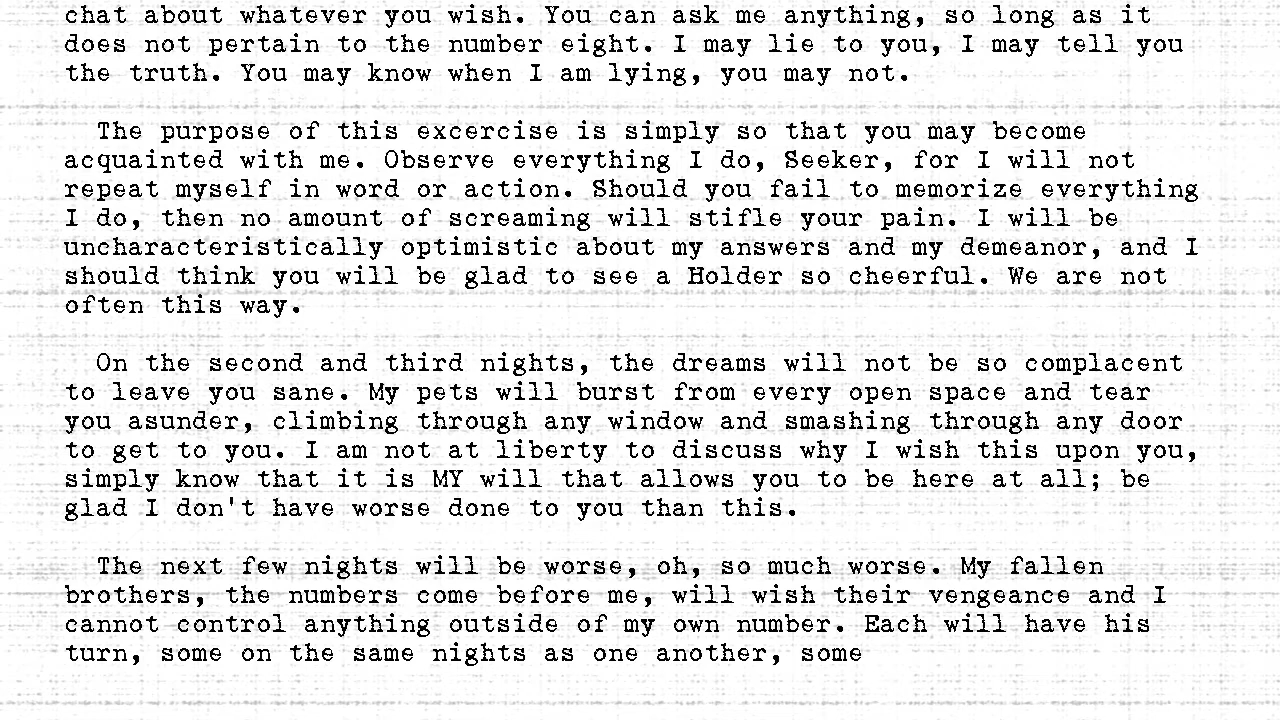 chat about whatever you wish. You can ask me anything, so long as it
does not pertain to the number eight. I may lie to you, I may tell you
the truth. You may know when I am lying, you may not.
The purpose of this excercise is simply so that you may become
acquainted with me. Observe everything I do, Seeker, for I will not
repeat myself in word or action. Should you fail to memorize everything
I do, then no amount of screaming will stifle your pain. I will be
uncharacteristically optimistic about my answers and my demeanor, and I
should think you will be glad to see a Holder so cheerful. We are not
often this way.
On the second and third nights, the dreams will not be so complacent
to leave you sane. My pets will burst from every open space and tear
you asunder, climbing through any window and smashing through any door
to get to you. I am not at liberty to discuss why I wish this upon you,
simply know that it is MY will that allows you to be here at all; be
glad I don't have worse done to you than this.
The next few nights will be worse, oh, so much worse. My fallen
brothers, the numbers come before me, will wish their vengeance and I
cannot control anything outside of my own number. Each will have his
turn, some on the same nights as one another, some